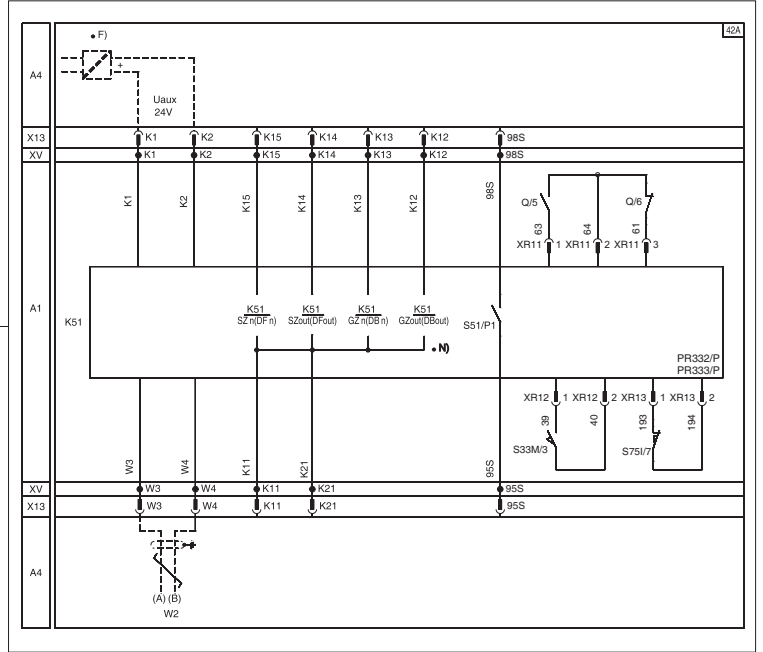 42A
• F)
A4
+
Uaux
24V
X13 K1 K2 K15 K14 K13 K12 98S
XV K1 K2 K15 K14 K13 K12 98S
K1 K2 K15 K14 K13 K12 98S
Q/5 Q/6
63 64 61
XR11 1 XR11 2 XR11 3
A1
K51
K51 K51 K51 K51
SZ n(DF n) SZout(DFout) GZ n(DB n) GZout(DBout)
S51/P1
• N)
PR332/P
PR333/P
XR12 1 XR12 2 XR13 1 XR13 2
39 40 193 194
S33M/3 S75I/7
W3 W4 K11 K21 95S
XV W3 W4 K11 K21 95S
X13 W3 W4 K11 K21 95S
A4
(A) (B)
W2